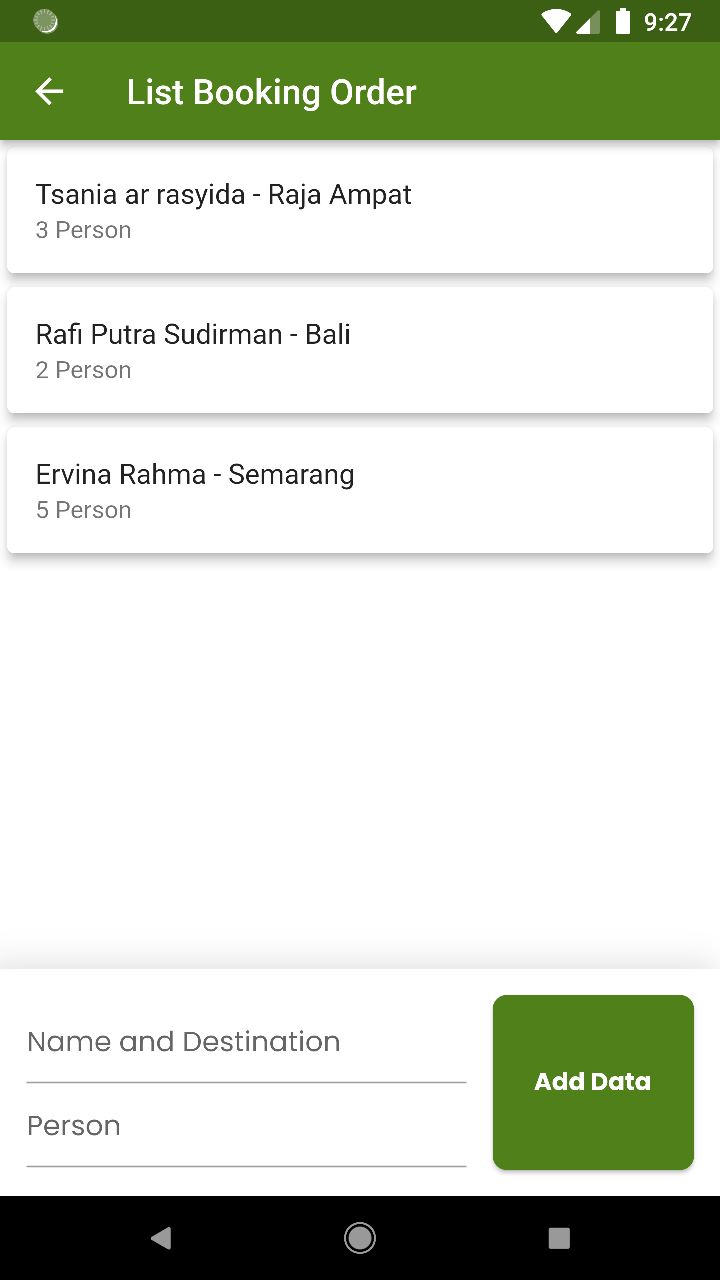 9:27
List Booking Order
Tsania ar rasyida - Raja Ampat
3 Person
Rafi Putra Sudirman - Bali
2 Person
Ervina Rahma - Semarang
5 Person
Name and Destination
Person
Add Data